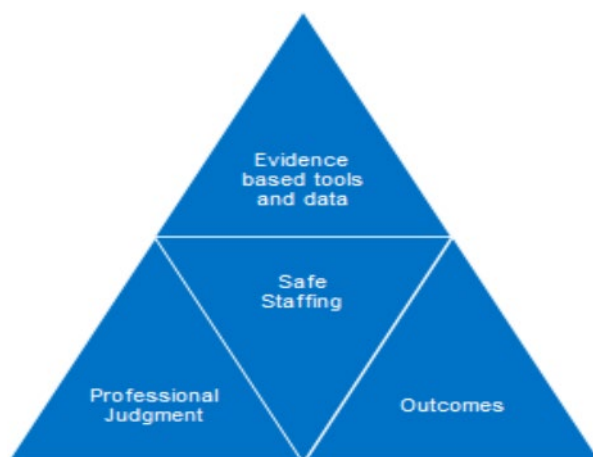 Evidence
based tools
and data
Safe
Staffing
Professional
Judgment
Outcomes